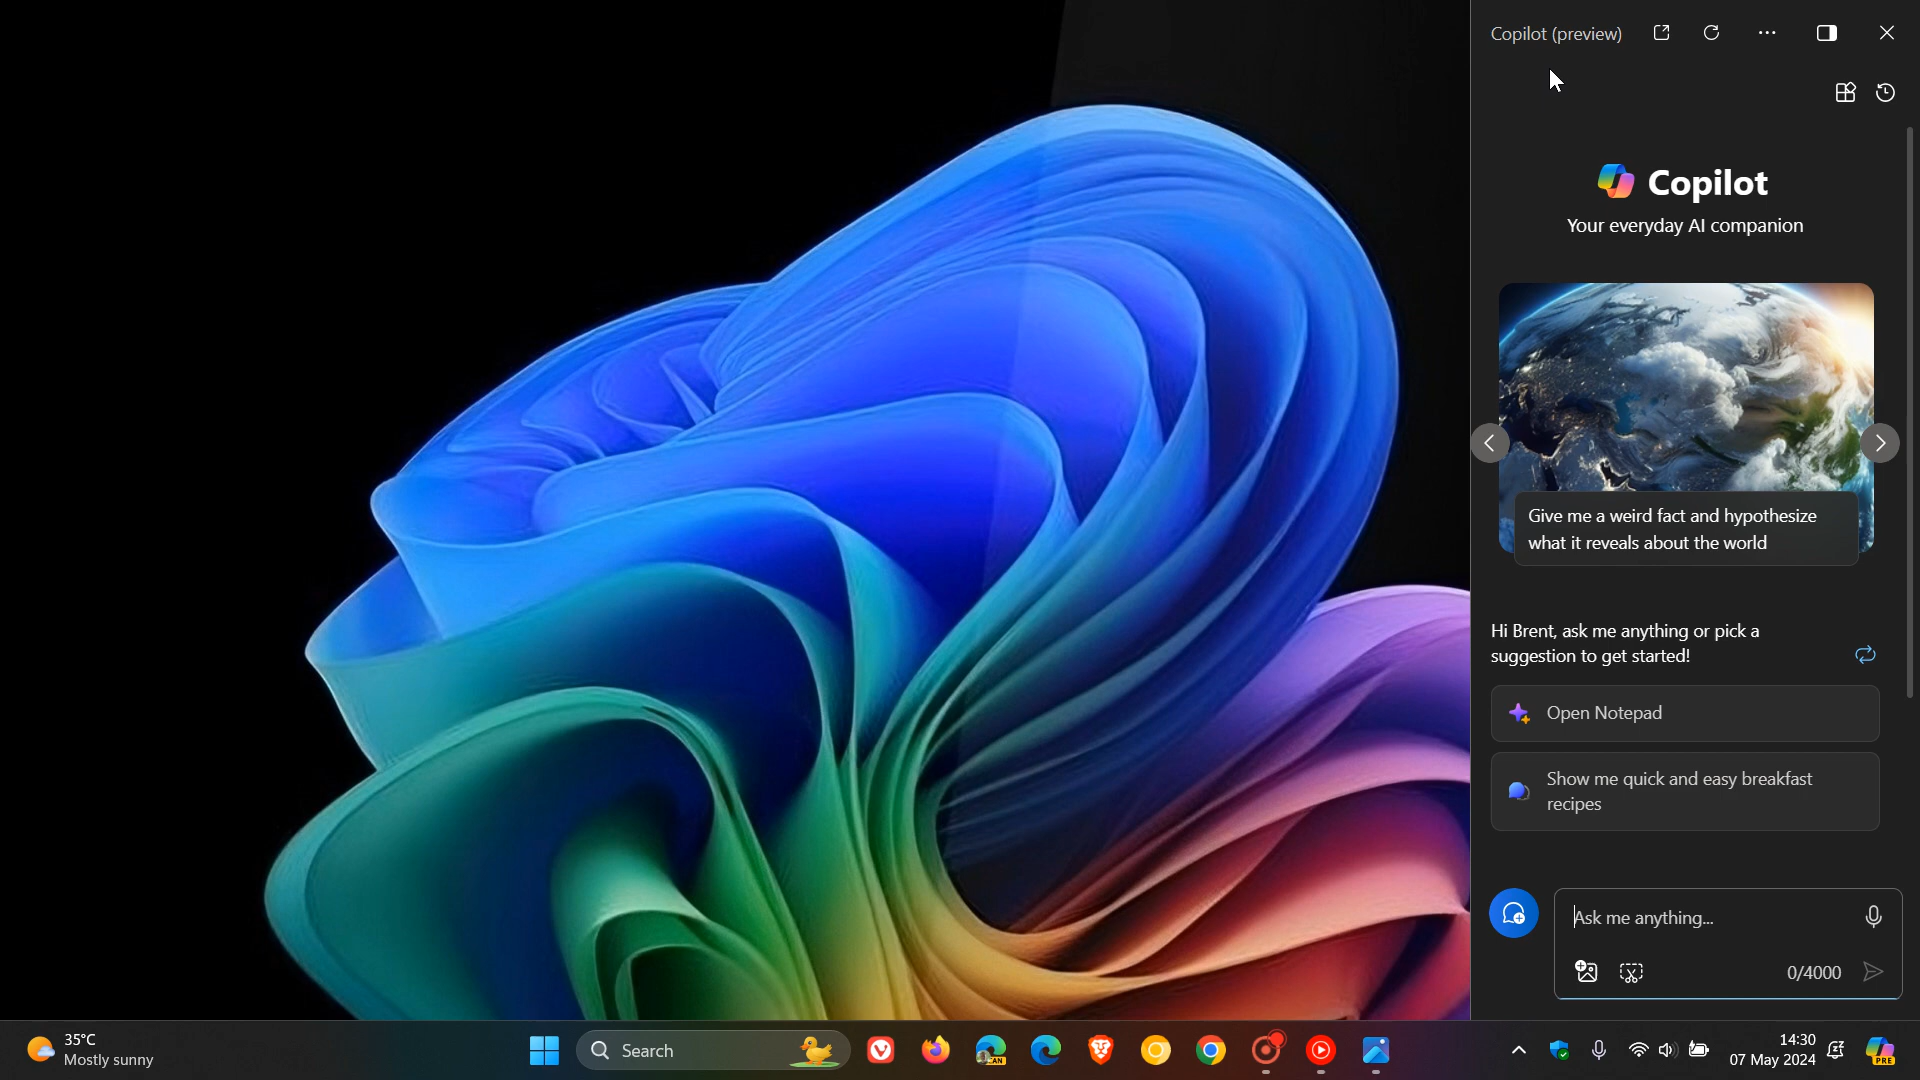 Copilot (preview)
Copilot
Your everyday AI companion
Give me a weird fact and hypothesize
what it reveals about the world
Hi Brent, ask me anything or pick a
suggestion to get started!
Open Notepad
Show me quick and easy breakfast
recipes
Ask me anything...
0/4000
35°C
Mostly sunny
Search
CAN
14:30
07 May 2024
PRE